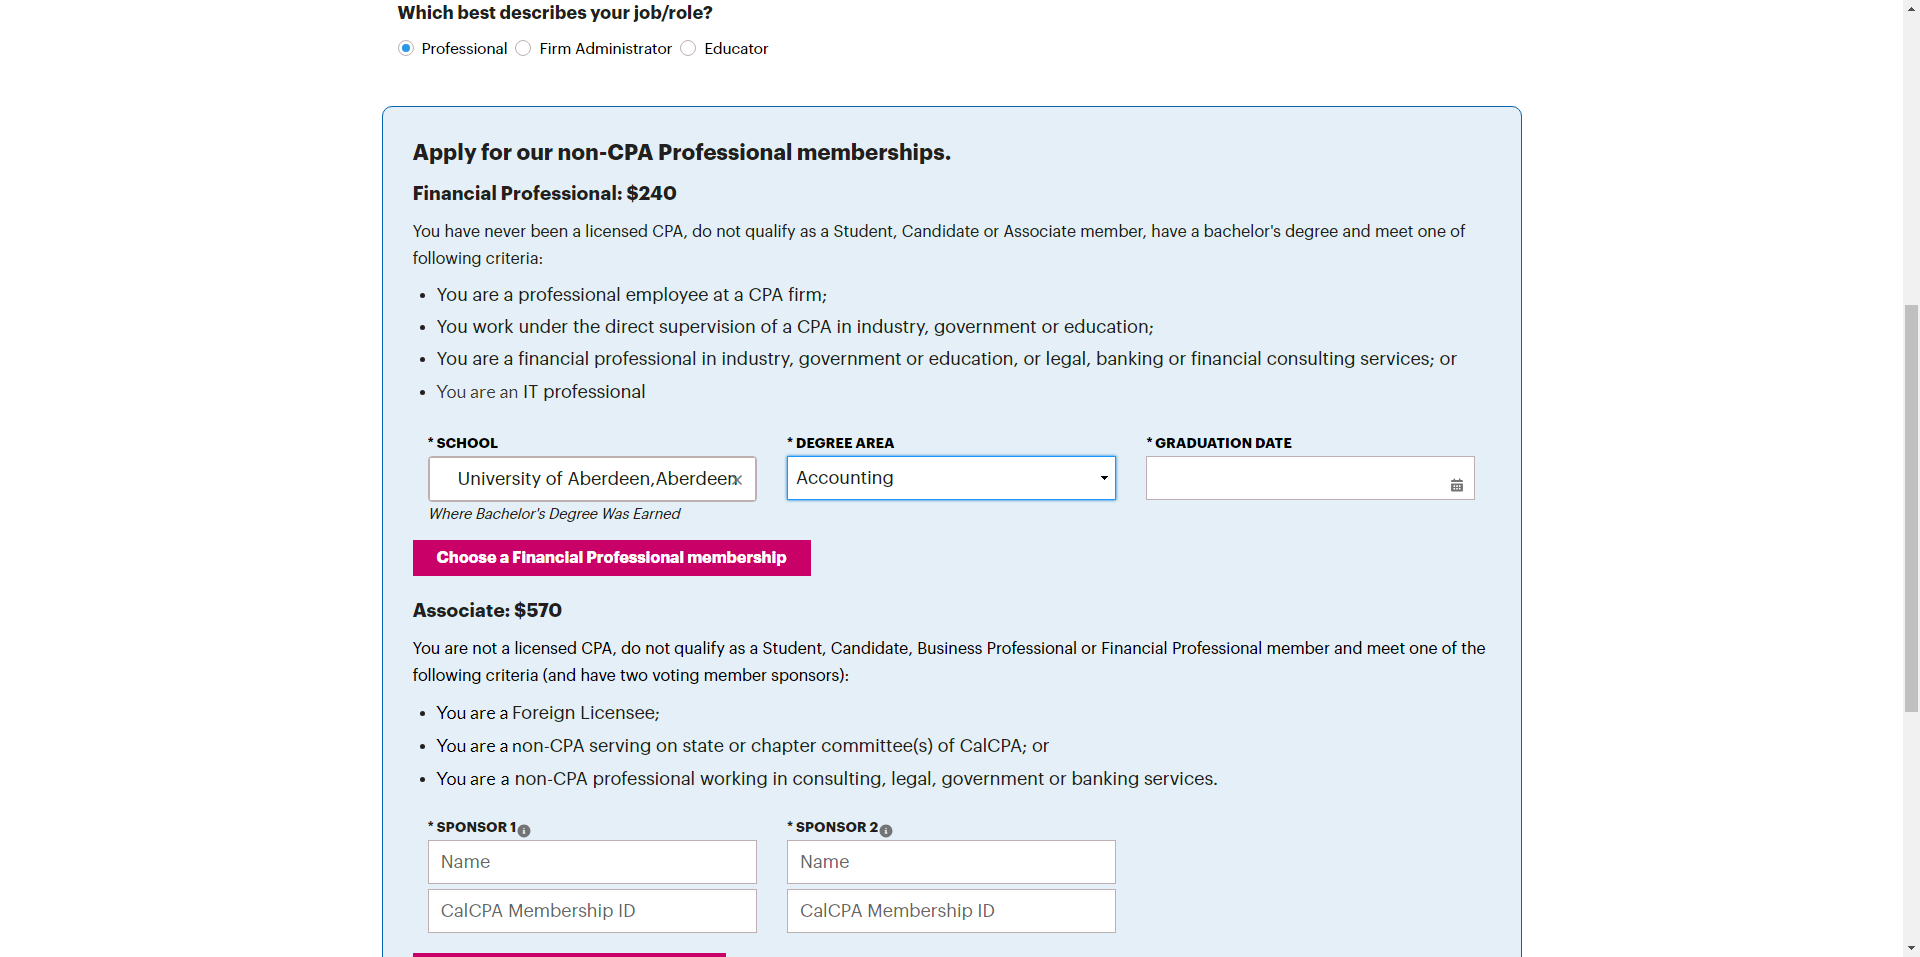 Which best describes your job/role?
Professional Firm Administrator Educator
Apply for our non-CPA Professional memberships.
Financial Professional: $240
You have never been a licensed CPA, do not qualify as a Student, Candidate or Associate member, have a bachelor's degree and meet one of
following criteria:
• You are a professional employee at a CPA firm;
• You work under the direct supervision of a CPA in industry, government or education;
• You are a financial professional in industry, government or education, or legal, banking or financial consulting services; or
• You are an IT professional
* SCHOOL * DEGREE AREA * GRADUATION DATE
University of Aberdeen,Aberdeen × Accounting
Where Bachelor's Degree Was Earned
Choose a Financial Professional membership
Associate: $570
You are not a licensed CPA, do not qualify as a Student, Candidate, Business Professional or Financial Professional member and meet one of the
following criteria (and have two voting member sponsors):
• You are a Foreign Licensee;
• You are a non-CPA serving on state or chapter committee(s) of CalCPA; or
• You are a non-CPA professional working in consulting, legal, government or banking services.
* SPONSOR 1 * SPONSOR 2
Name Name
CalCPA Membership ID CalCPA Membership ID